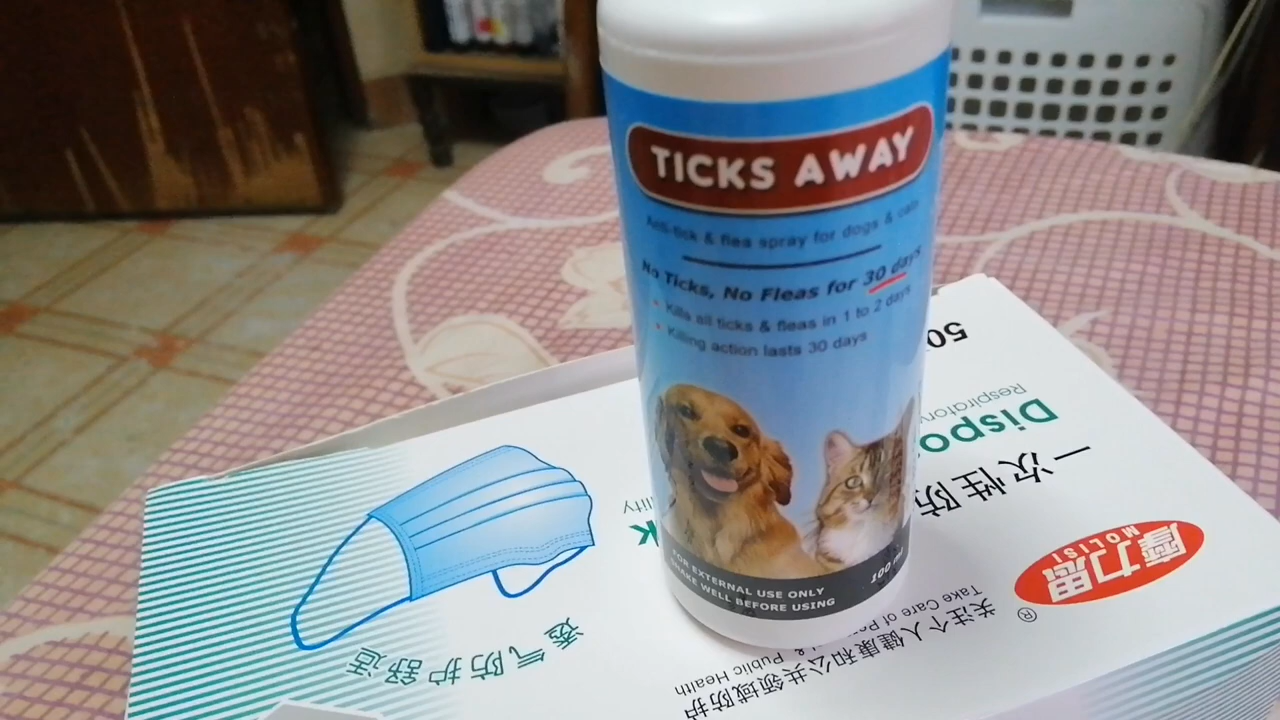 TICKS AWAY
Anti-tick & flea spray for dogs & cats
No Ticks, No Fleas for 30 days
Kills all ticks & fleas in 1 to 2 days
Killing action lasts 30 days
FOR EXTERNAL USE ONLY
SHAKE WELL BEFORE USING
100 ml
50
Respiratory
Dispo
一次性防
k
lity
摩力思
MOLISI
®
关注个人健康和公共领域防护
Take Care of Pe
& Public Health
透气防护舒适